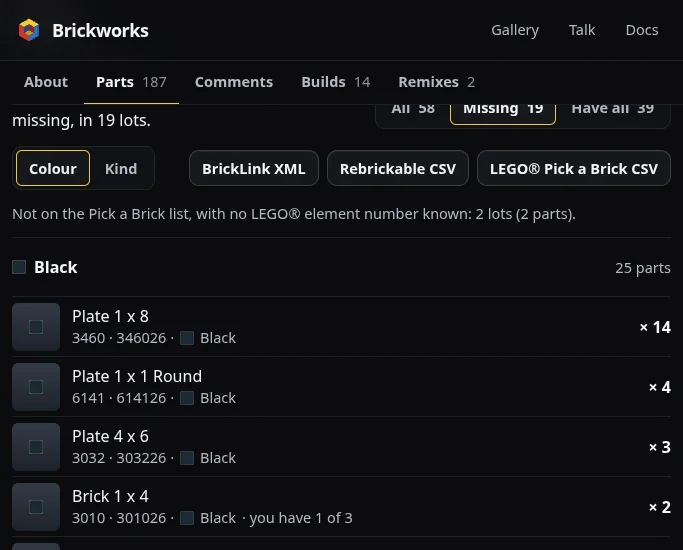 Brickworks
Gallery Talk Docs
About Parts 187 Comments Builds 14 Remixes 2
missing, in 19 lots.
All 58 Missing 19 Have all 39
Colour Kind BrickLink XML Rebrickable CSV LEGO® Pick a Brick CSV
Not on the Pick a Brick list, with no LEGO® element number known: 2 lots (2 parts).
Black 25 parts
Plate 1 x 8
3460 · 346026 · Black × 14
Plate 1 x 1 Round
6141 · 614126 · Black × 4
Plate 4 x 6
3032 · 303226 · Black × 3
Brick 1 x 4
3010 · 301026 · Black · you have 1 of 3 × 2